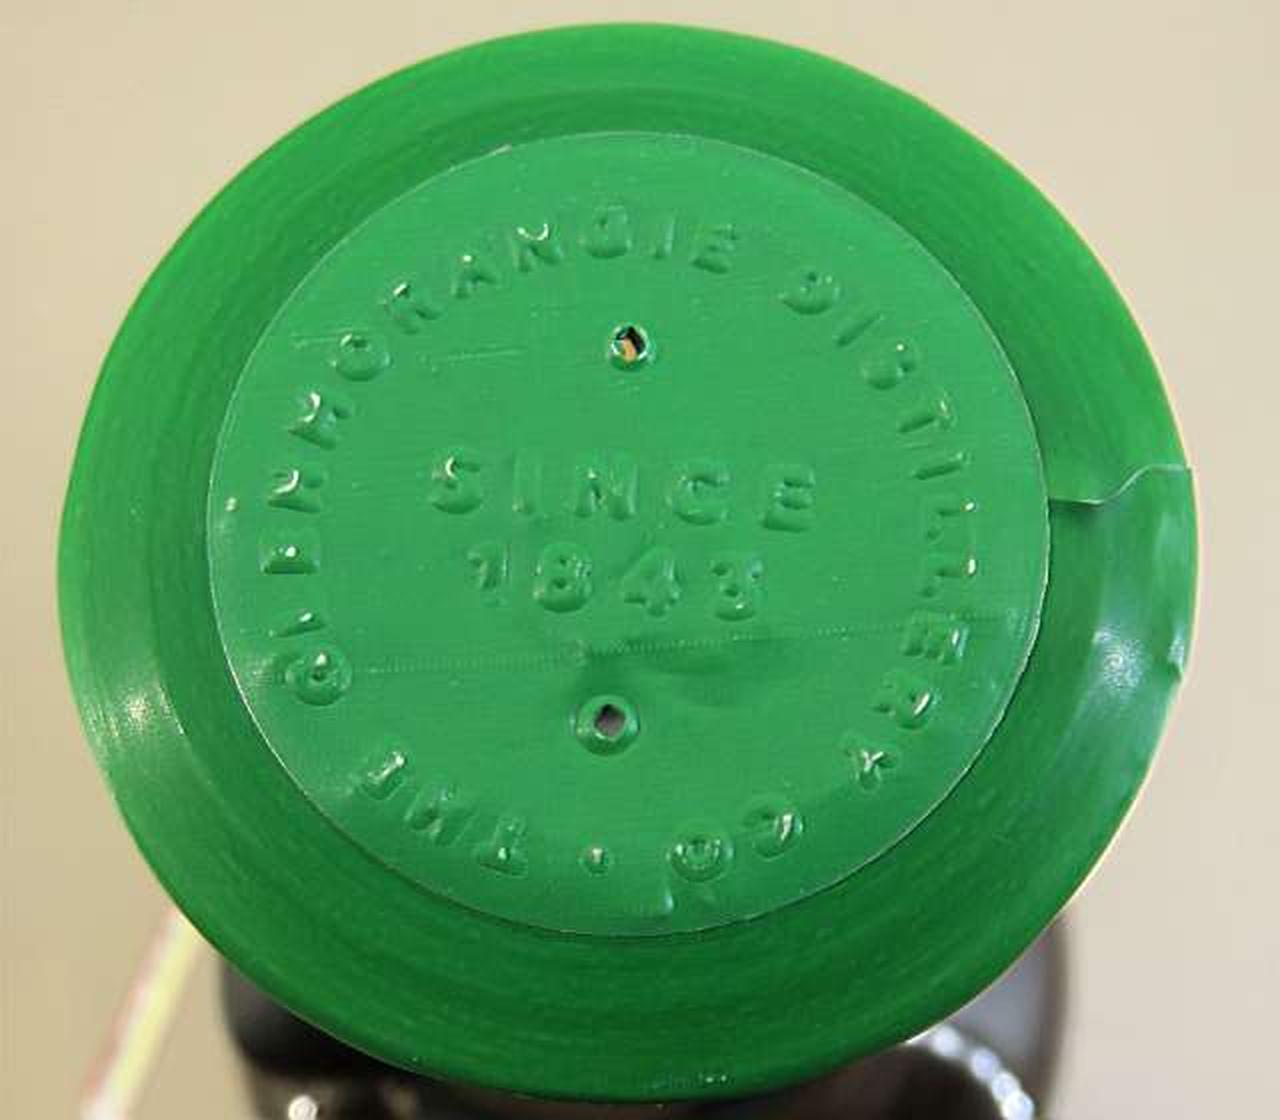 THE GLENMORANGIE DISTILLERY CO •
SINCE
1843